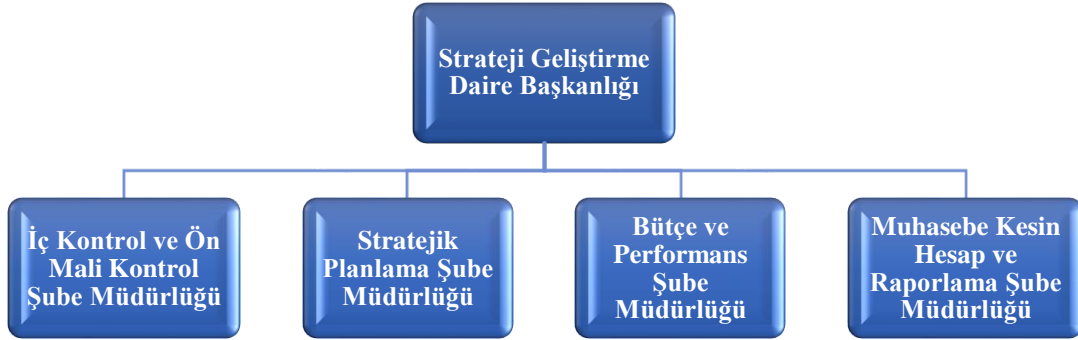 Strateji Geliştirme
Daire Başkanlığı
İç Kontrol ve Ön
Mali Kontrol
Şube Müdürlüğü
Stratejik
Planlama Şube
Müdürlüğü
Bütçe ve
Performans
Şube
Müdürlüğü
Muhasebe Kesin
Hesap ve
Raporlama Şube
Müdürlüğü